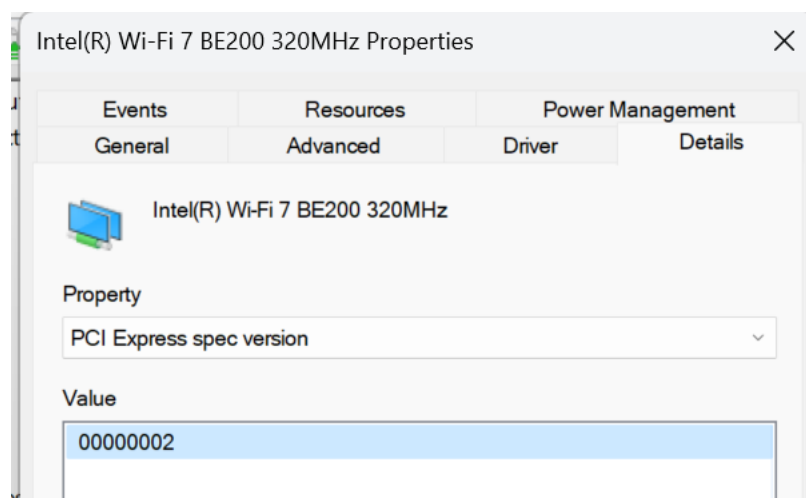 Intel(R) Wi-Fi 7 BE200 320MHz Properties
Events Resources Power Management
General Advanced Driver Details
Intel(R) Wi-Fi 7 BE200 320MHz
Property
PCI Express spec version
Value
00000002